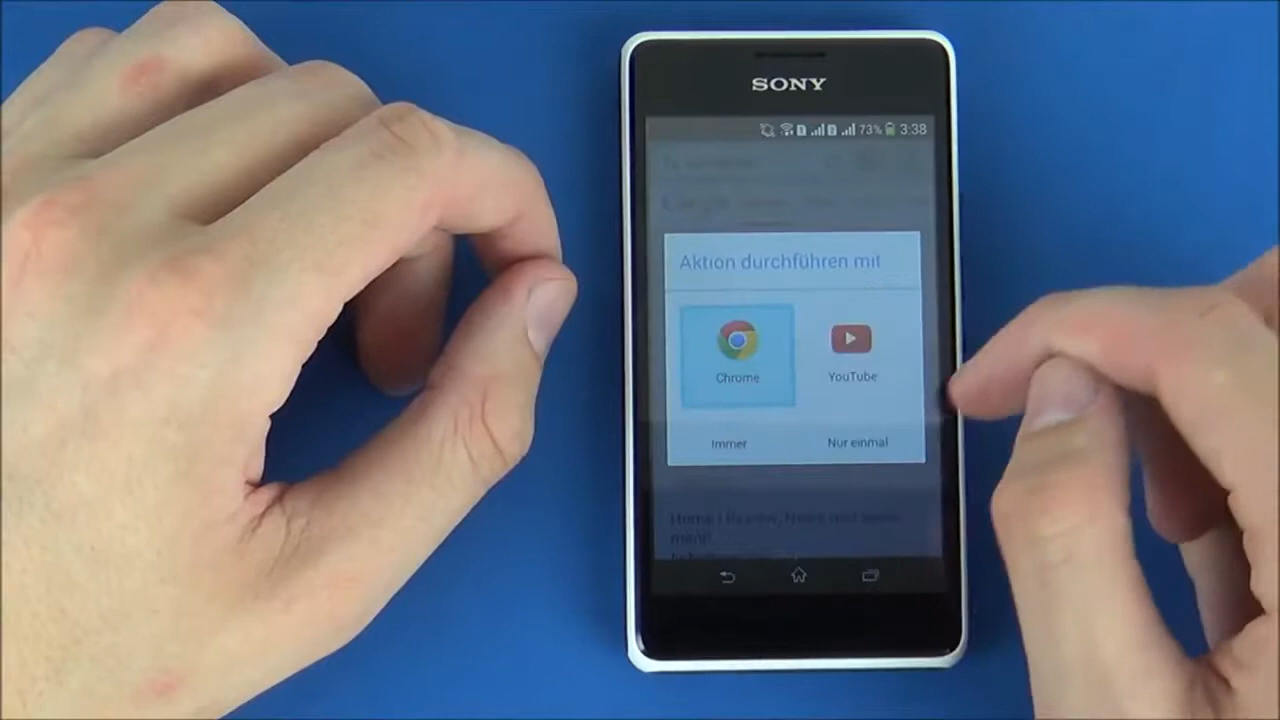 SONY
73% 3:38
Aktion durchführen mit
Chrome
YouTube
Immer
Nur einmal